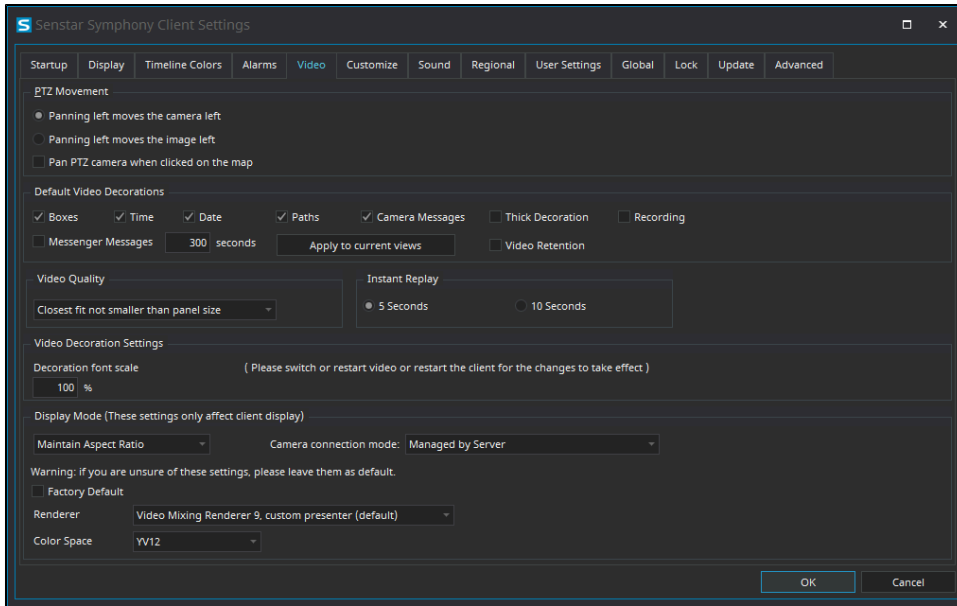 Senstar Symphony Client Settings
Startup Display Timeline Colors Alarms Video Customize Sound Regional User Settings Global Lock Update Advanced
PTZ Movement
Panning left moves the camera left
Panning left moves the image left
Pan PTZ camera when clicked on the map
Default Video Decorations
Boxes Time Date Paths Camera Messages Thick Decoration Recording
Messenger Messages 300 seconds Apply to current views Video Retention
Video Quality Instant Replay
Closest fit not smaller than panel size 5 Seconds 10 Seconds
Video Decoration Settings
Decoration font scale ( Please switch or restart video or restart the client for the changes to take effect )
100 %
Display Mode (These settings only affect client display)
Maintain Aspect Ratio Camera connection mode: Managed by Server
Warning: if you are unsure of these settings, please leave them as default.
Factory Default
Renderer Video Mixing Renderer 9, custom presenter (default)
Color Space YV12
OK Cancel